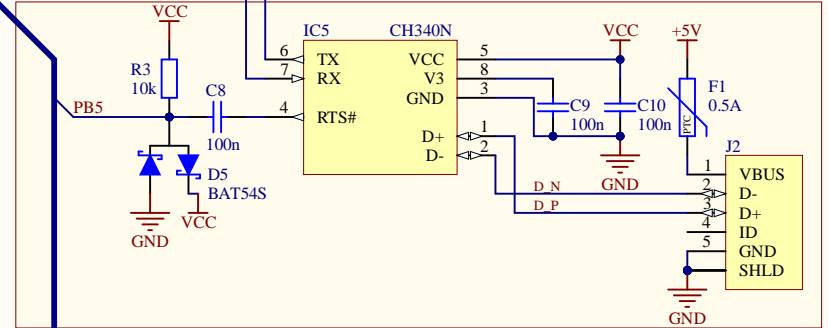 VCC
IC5 CH340N
VCC +5V
6 TX VCC 5
7 RX V3 8
R3
10k
C8
GND 3
F1
0.5A
PB5
4 RTS#
C9 C10
100n 100n
PTC
100n
D+ 1
D- 2
J2
D5
BAT54S
GND
1 VBUS
D_N 2 D-
D_P 3 D+
VCC
GND
4 ID
5 GND
SHLD
GND